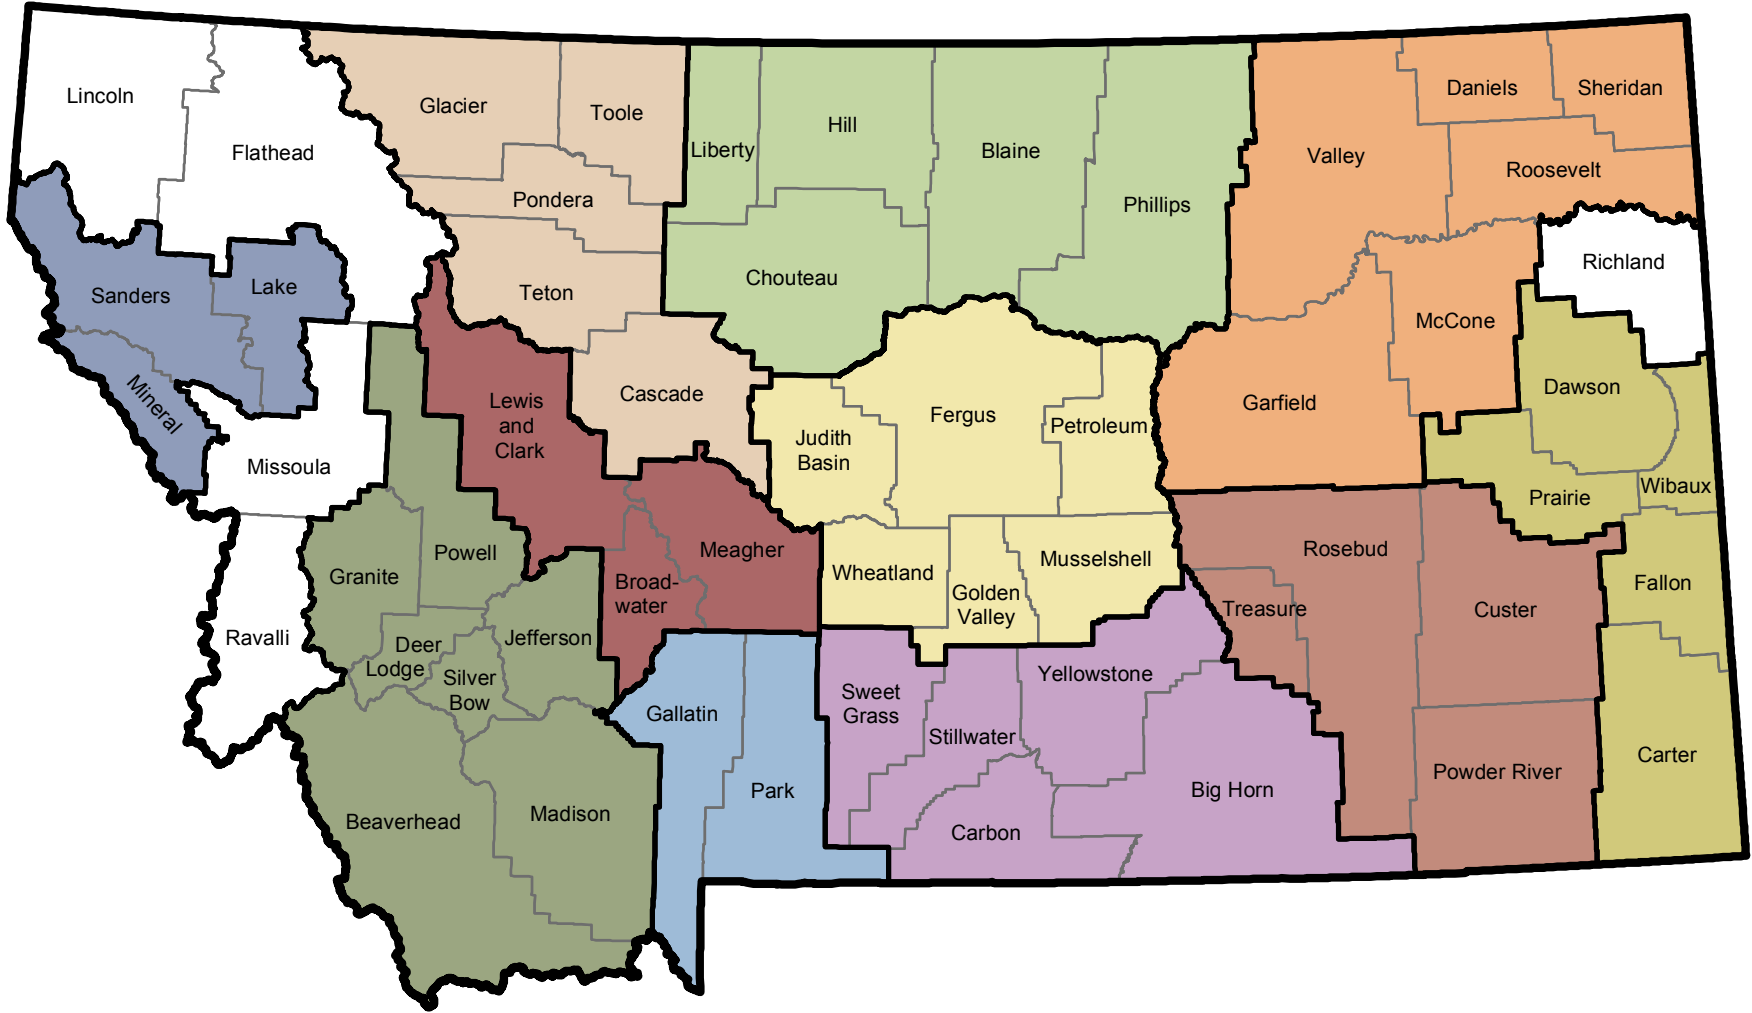 Lincoln
Flathead
Glacier
Toole
Liberty
Hill
Blaine
Phillips
Valley
Daniels
Sheridan
Roosevelt
Pondera
Teton
Chouteau
Richland
McCone
Sanders
Lake
Mineral
Missoula
Lewis
and
Clark
Cascade
Judith
Basin
Fergus
Petroleum
Garfield
Dawson
Prairie
Wibaux
Granite
Powell
Broad-
water
Meagher
Wheatland
Golden
Valley
Musselshell
Rosebud
Treasure
Custer
Fallon
Ravalli
Deer
Lodge
Silver
Bow
Jefferson
Gallatin
Park
Sweet
Grass
Stillwater
Yellowstone
Carbon
Big Horn
Powder River
Carter
Beaverhead
Madison